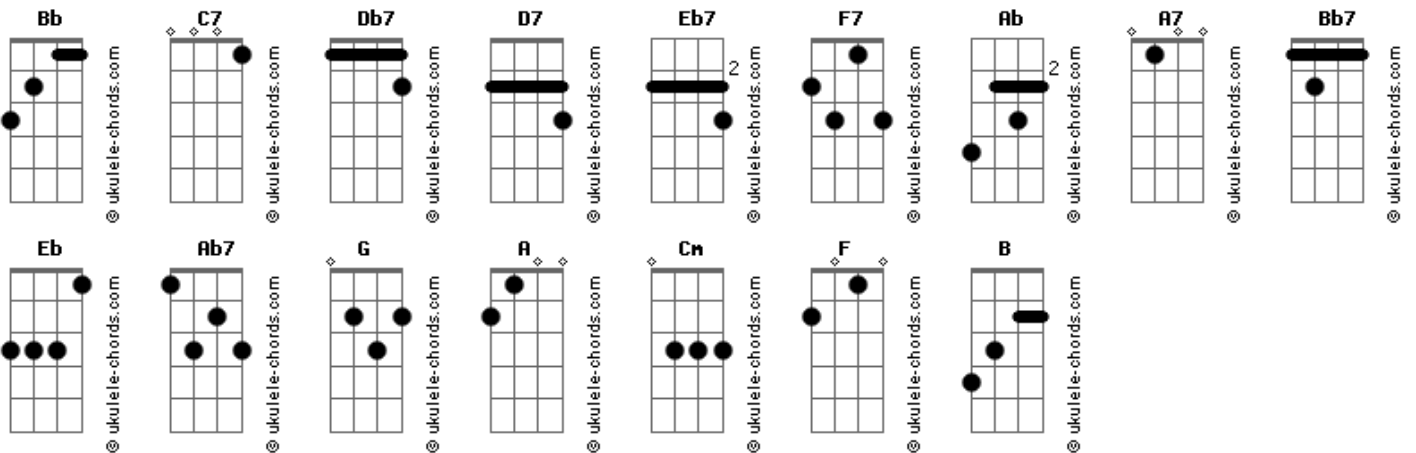 Bb C7 Db7 D7 Eb7 F7 Ab A7 Bb7
2 2
© ukulele-chords.com © ukulele-chords.com © ukulele-chords.com © ukulele-chords.com © ukulele-chords.com © ukulele-chords.com © ukulele-chords.com © ukulele-chords.com © ukulele-chords.com
Eb Ab7 G A Cm F B
© ukulele-chords.com © ukulele-chords.com © ukulele-chords.com © ukulele-chords.com © ukulele-chords.com © ukulele-chords.com © ukulele-chords.com